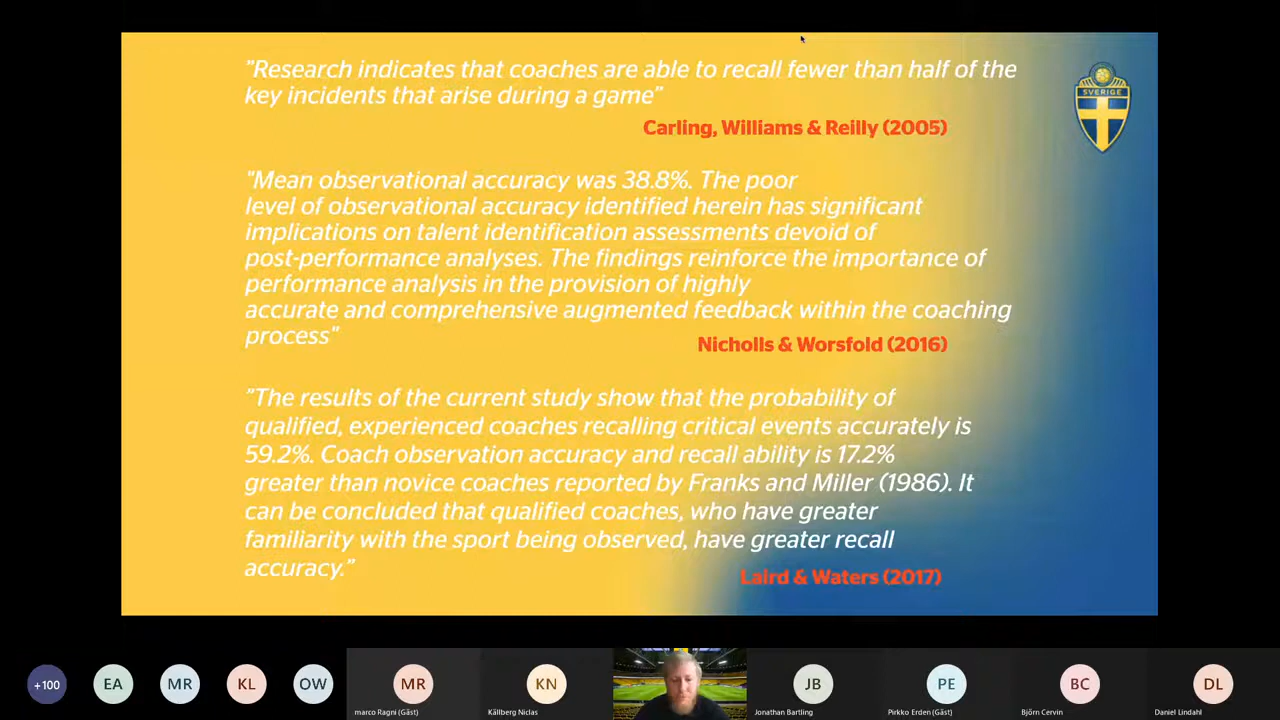 "Research indicates that coaches are able to recall fewer than half of the
key incidents that arise during a game"
Carling, Williams & Reilly (2005)
SVERIGE
"Mean observational accuracy was 38.8%. The poor
level of observational accuracy identified herein has significant
implications on talent identification assessments devoid of
post-performance analyses. The findings reinforce the importance of
performance analysis in the provision of highly
accurate and comprehensive augmented feedback within the coaching
process"
Nicholls & Worsfold (2016)
"The results of the current study show that the probability of
qualified, experienced coaches recalling critical events accurately is
59.2%. Coach observation accuracy and recall ability is 17.2%
greater than novice coaches reported by Franks and Miller (1986). It
can be concluded that qualified coaches, who have greater
familiarity with the sport being observed, have greater recall
accuracy."
Laird & Waters (2017)
+100
EA
MR
KL
OW
MR
KN
JB
PE
BC
DL
marco Ragni (Gäst)
Källberg Niclas
Jonathan Bartling
Pirkko Erden (Gäst)
Björn Cervin
Daniel Lindahl